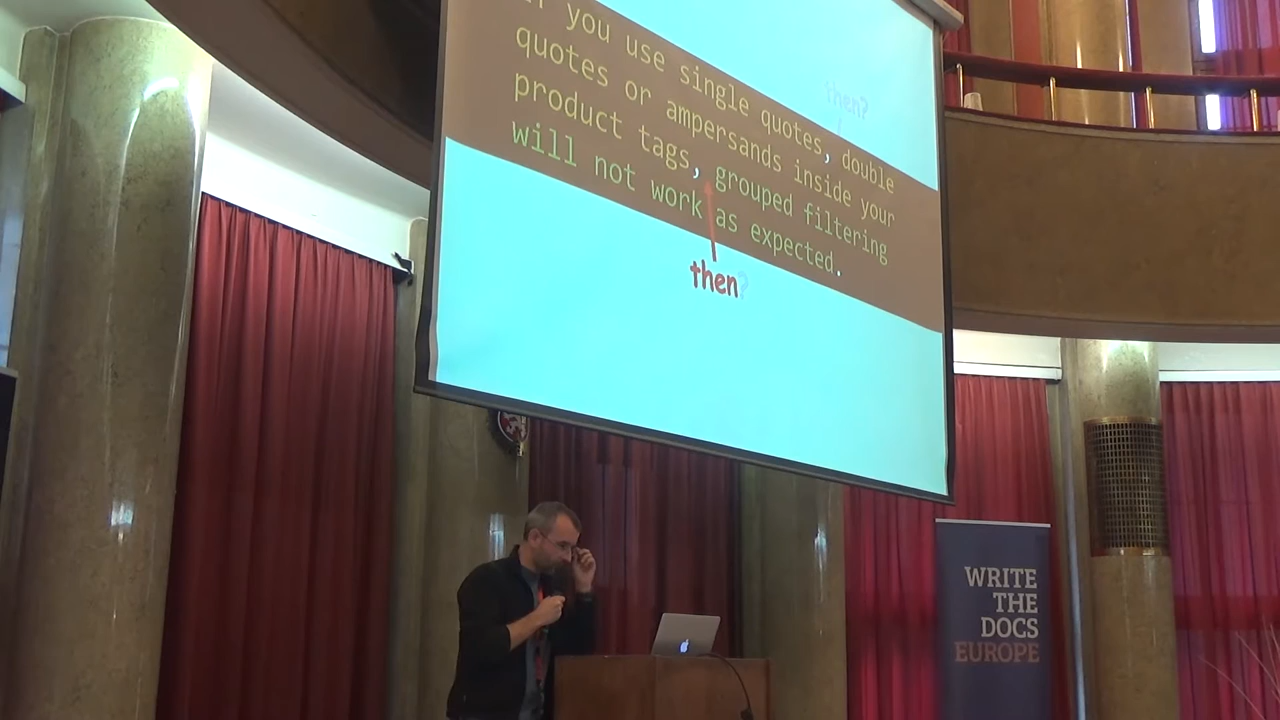 If you use single quotes, double
quotes or ampersands inside your
product tags, grouped filtering
will not work as expected.
then?
then?
WRITE
THE
DOCS
EUROPE